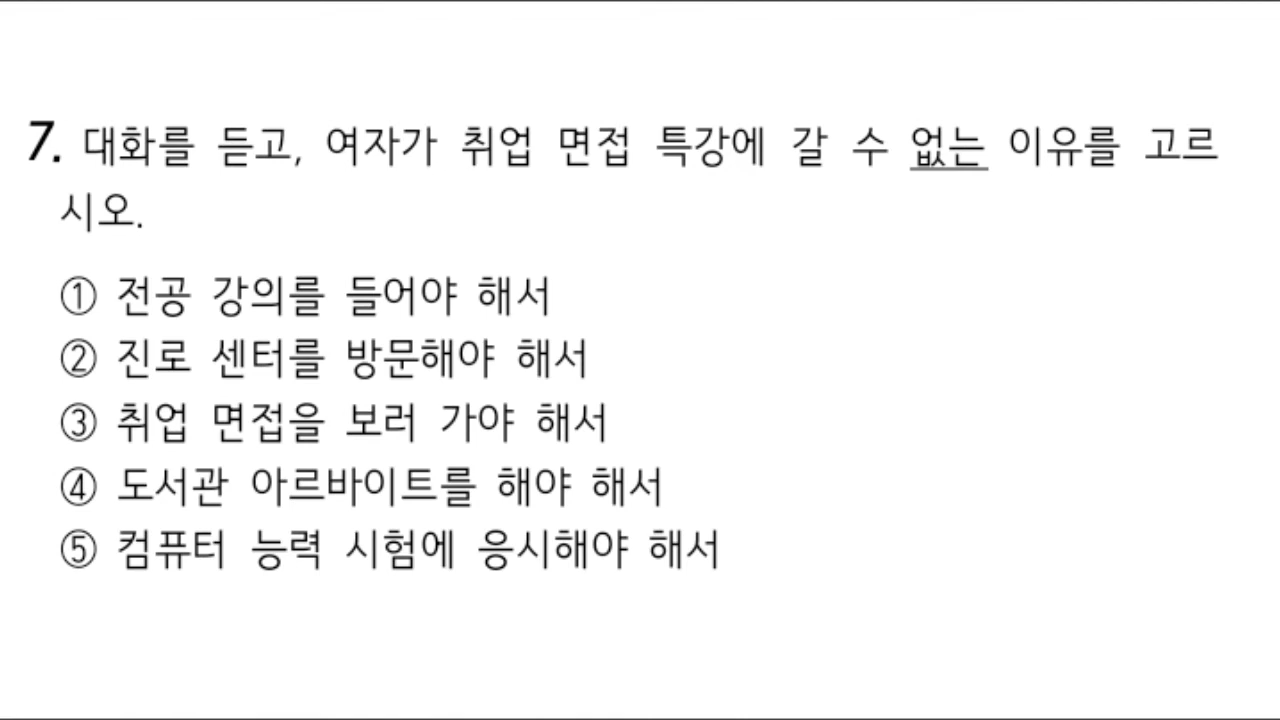 7. 대화를 듣고, 여자가 취업 면접 특강에 갈 수 없는 이유를 고르
시오.
① 전공 강의를 들어야 해서
② 진로 센터를 방문해야 해서
③ 취업 면접을 보러 가야 해서
④ 도서관 아르바이트를 해야 해서
⑤ 컴퓨터 능력 시험에 응시해야 해서